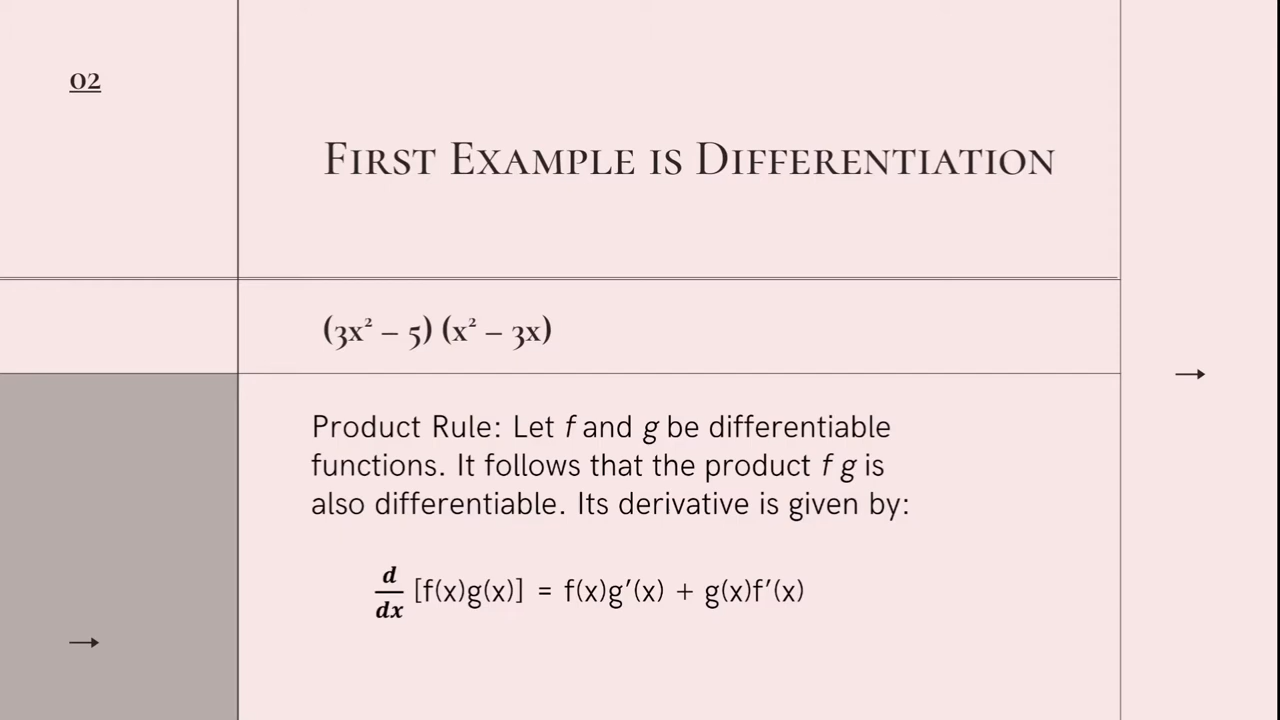 02
First Example is Differentiation
(3x² – 5) (x² – 3x)
→
Product Rule: Let f and g be differentiable
functions. It follows that the product f g is
also differentiable. Its derivative is given by:
d/dx [f(x)g(x)] = f(x)g′(x) + g(x)f′(x)
→